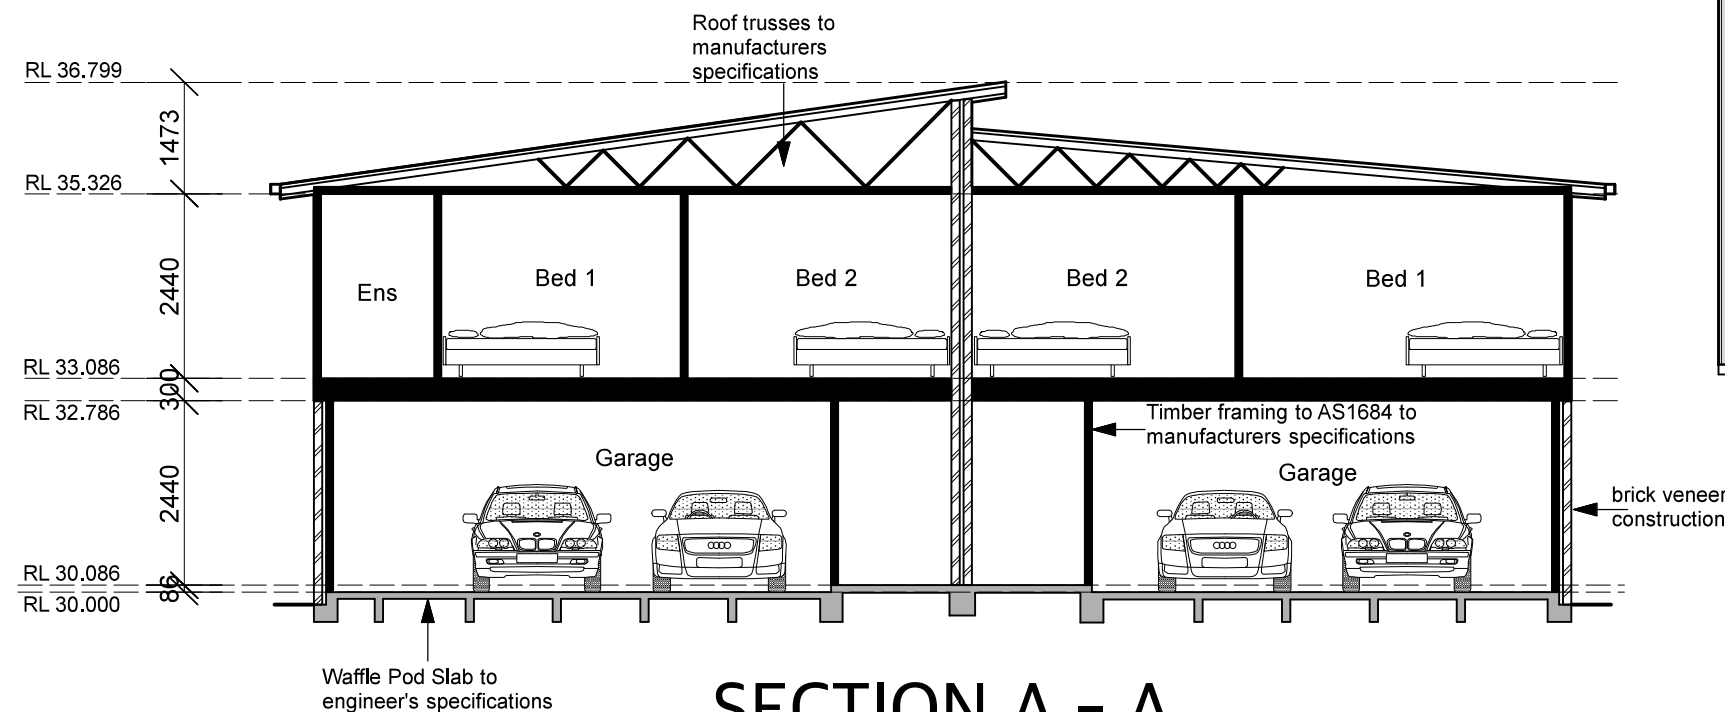 Roof trusses to
manufacturers
specifications
RL 36.799
1473
RL 35.326
2440
Ens
Bed 1
Bed 2
Bed 2
Bed 1
RL 33.086
300
RL 32.786
Timber framing to AS1684 to
manufacturers specifications
Garage
Garage
2440
brick veneer
construction
RL 30.086
86
RL 30.000
Waffle Pod Slab to
engineer's specifications
SECTION A - A